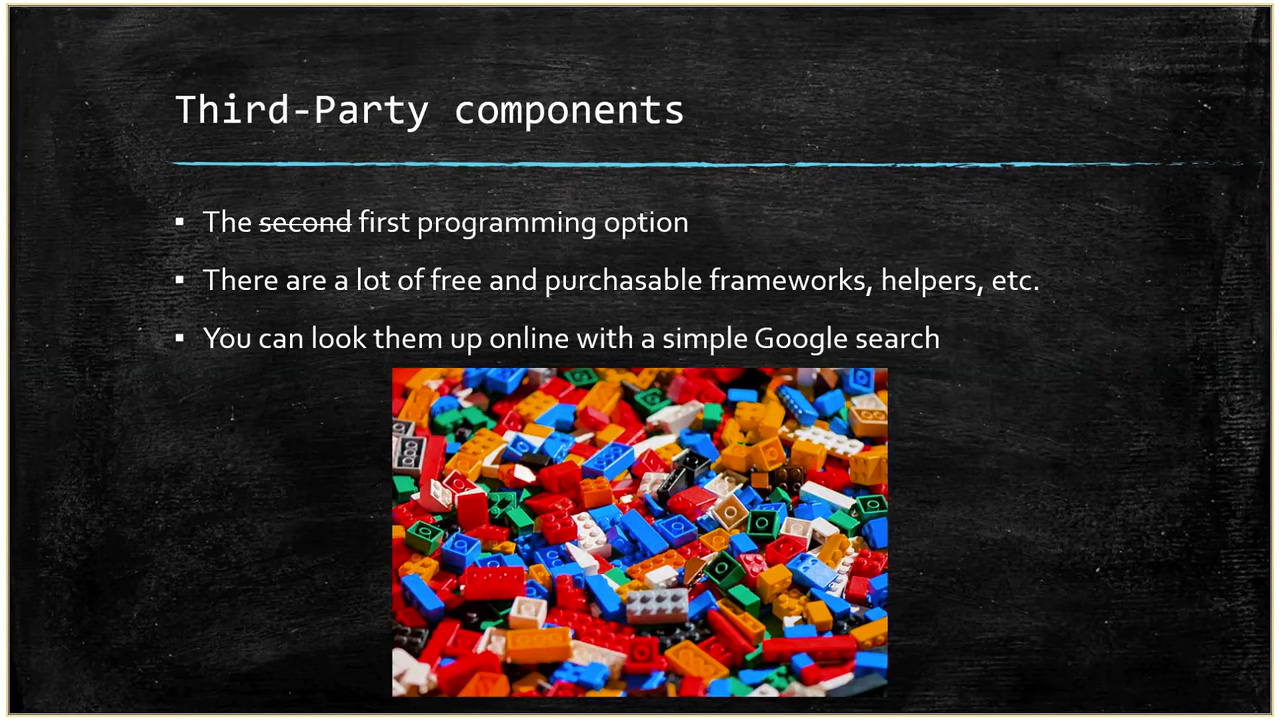 Third-Party components
▪ The second first programming option
▪ There are a lot of free and purchasable frameworks, helpers, etc.
▪ You can look them up online with a simple Google search